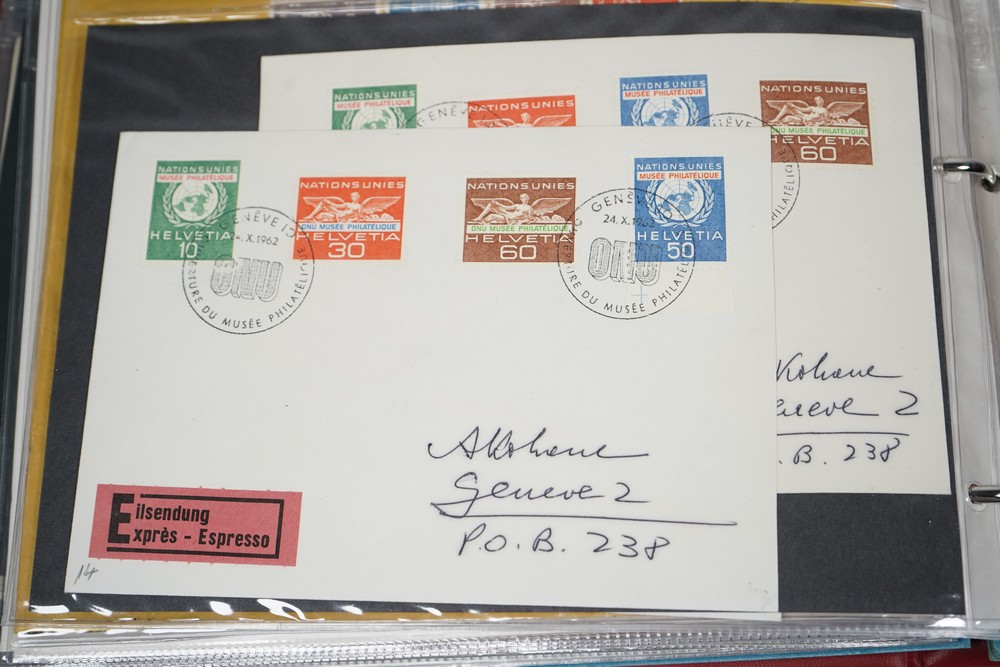 NATIONS UNIES
MUSÉE PHILATÉLIQUE
NATIONS UNIES
NATIONS UNIES
MUSÉE PHILATÉLIQUE
NATIONS UNIES
ONU MUSÉE PHILATÉLIQUE
HELVETIA
60
GENÈVE
NATIONS UNIES
MUSÉE PHILATÉLIQUE
HELVETIA
10
NATIONS UNIES
ONU MUSÉE PHILATÉLIQUE
HELVETIA
30
NATIONS UNIES
ONU MUSÉE PHILATÉLIQUE
HELVETIA
60
NATIONS UNIES
MUSÉE PHILATÉLIQUE
HELVETIA
50
GENÈVE
X.1962
ONU
DU MUSÉE PHILATÉLIQUE
GENÈVE
24.X.1962
ONU
DU MUSÉE PHILATÉLIQUE
Geneve 2
P.O.B. 238
2
.B. 238
Eilsendung
Exprès - Espresso